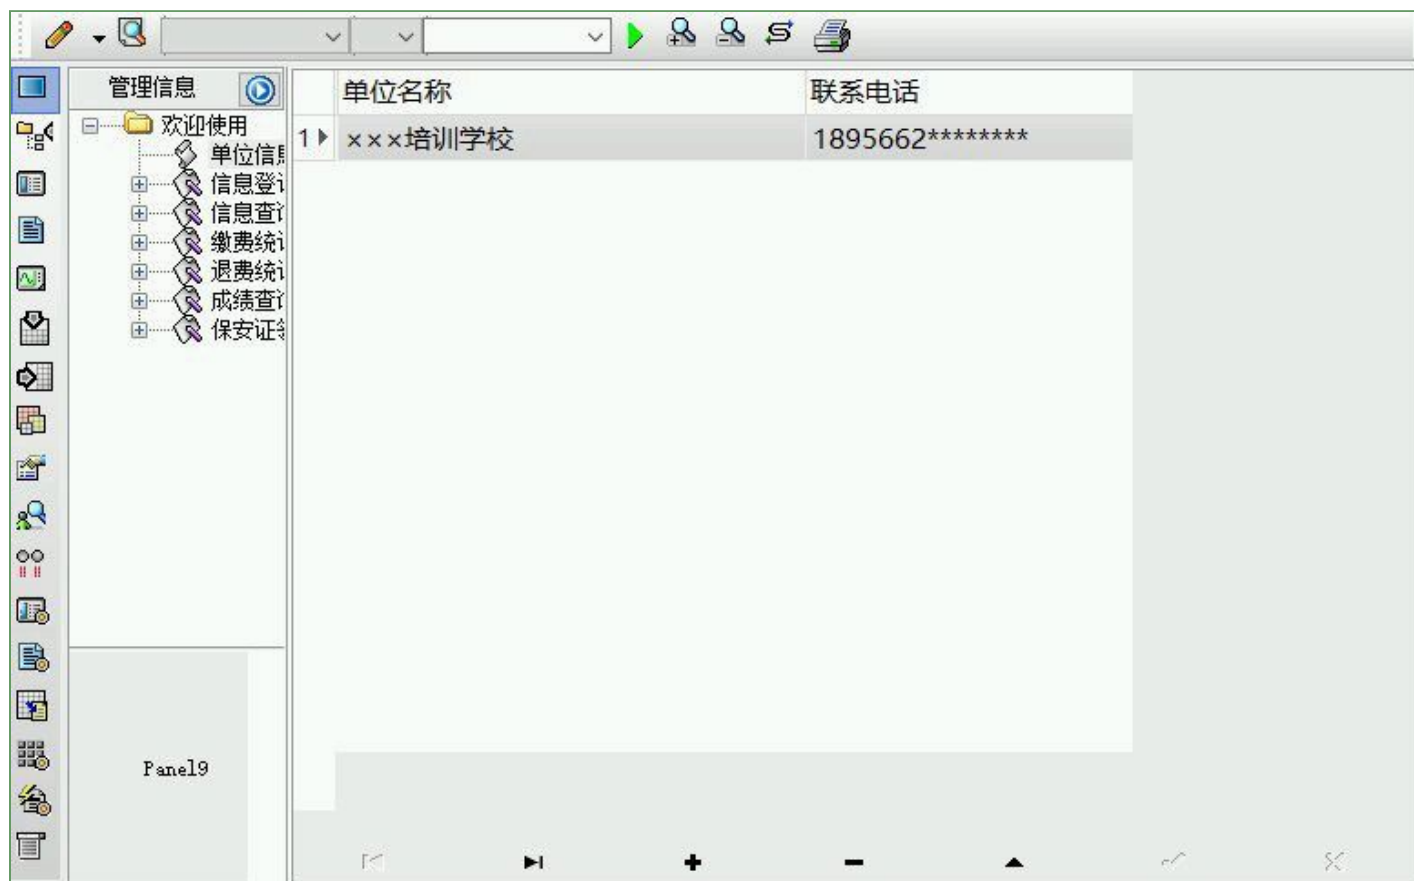 管理信息
单位名称 联系电话
欢迎使用
1 ×××培训学校 1895662********
单位信息
信息登
信息查
缴费统
退费统
成绩查
保安证
Panel9